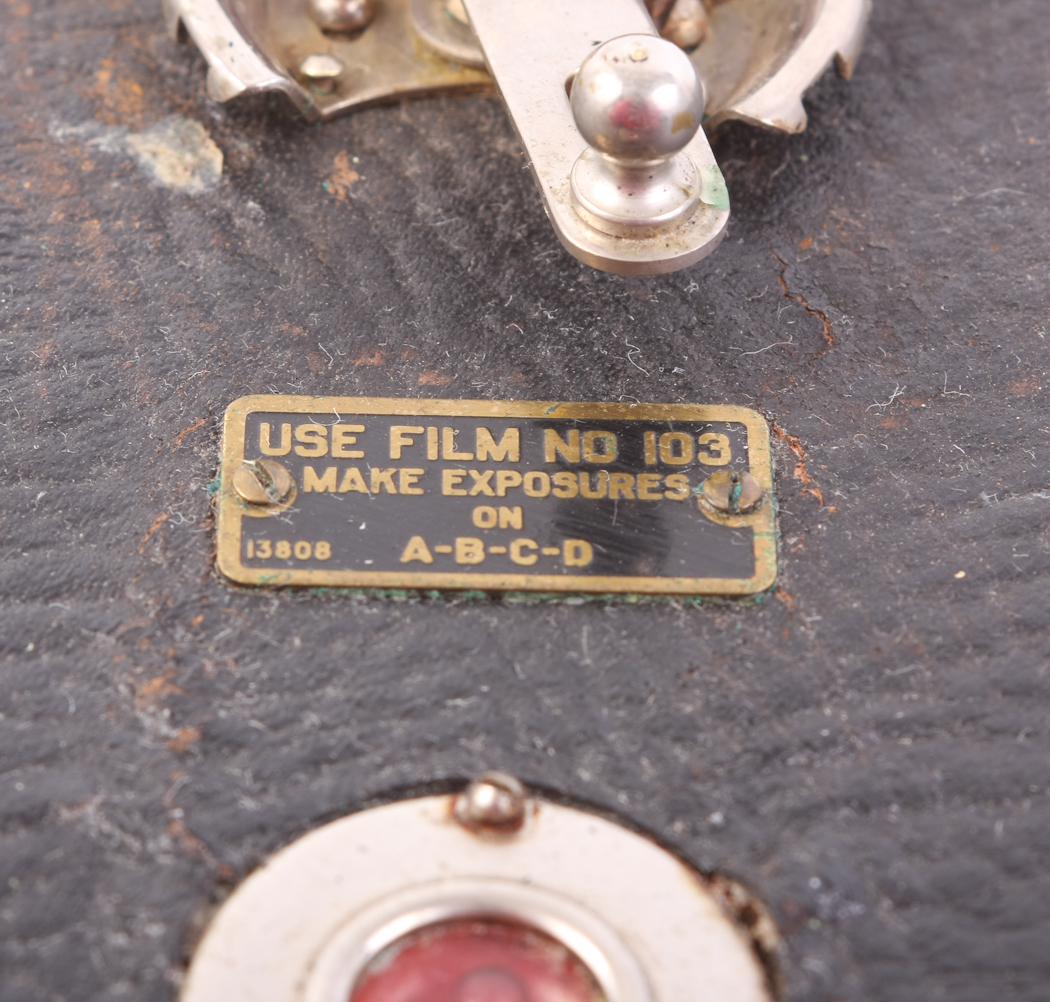 USE FILM NO 103
MAKE EXPOSURES
ON
13808 A-B-C-D